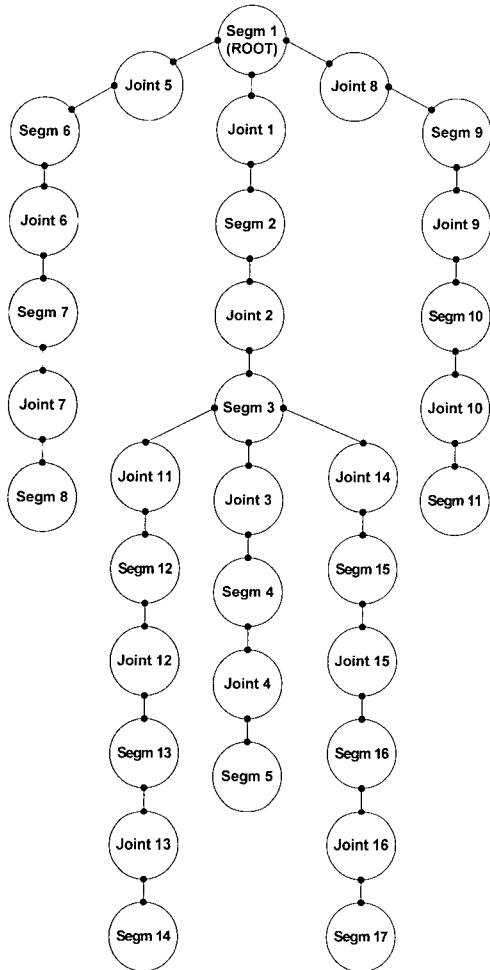 Segm 1
(ROOT)
Joint 5
Joint 8
Segm 6
Joint 1
Segm 9
Joint 6
Segm 2
Joint 9
Segm 7
Joint 2
Segm 10
Joint 7
Segm 3
Joint 10
Segm 8
Joint 11
Joint 3
Joint 14
Segm 11
Segm 12
Segm 4
Segm 15
Joint 12
Joint 4
Joint 15
Segm 13
Segm 5
Segm 16
Joint 13
Joint 16
Segm 14
Segm 17